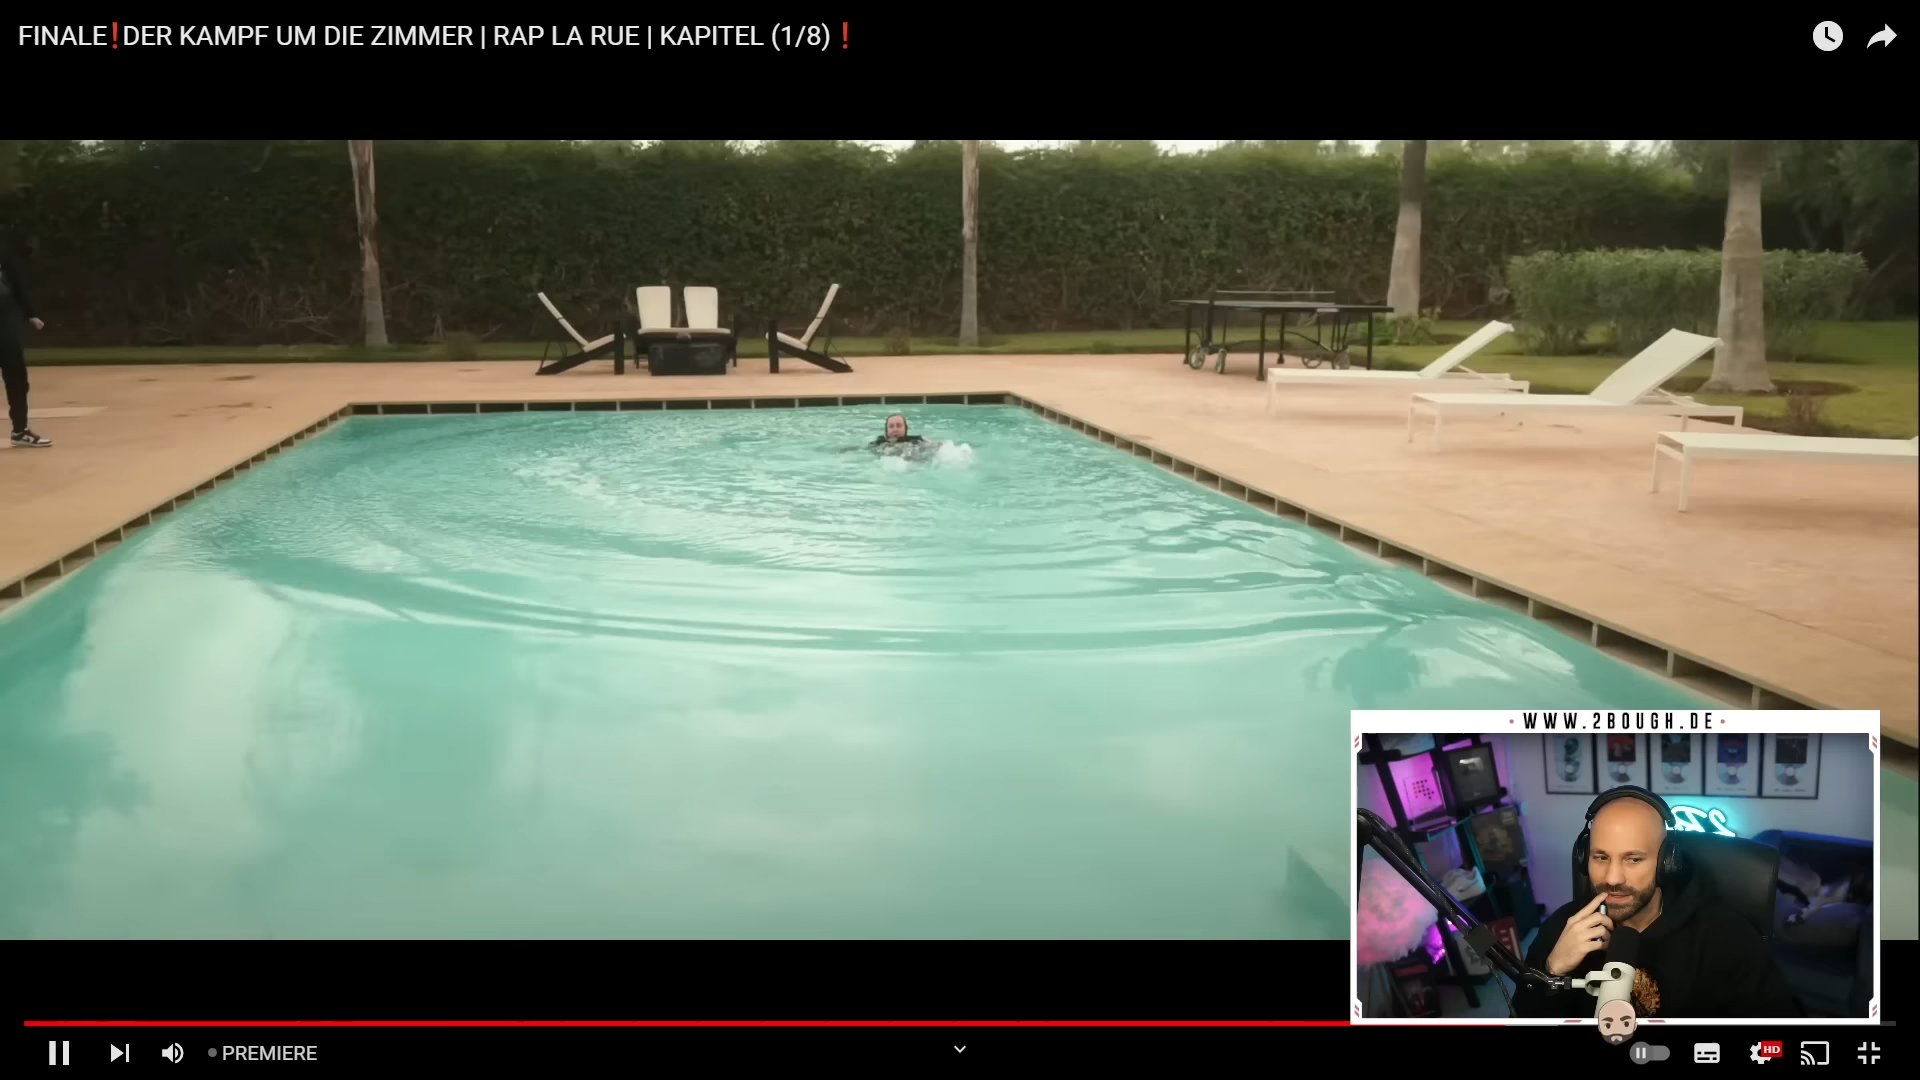 FINALE❗DER KAMPF UM DIE ZIMMER | RAP LA RUE | KAPITEL (1/8)❗
• WWW.2BOUGH.DE •
PREMIERE
HD